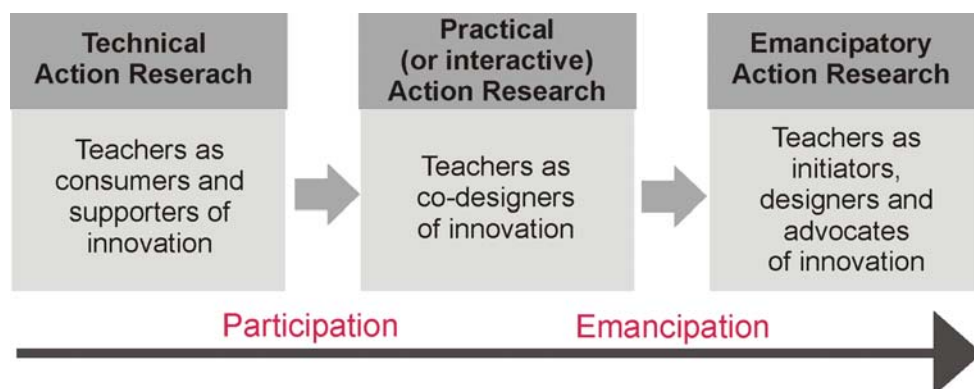 Technical
Action Reserach
Teachers as
consumers and
supporters of
innovation
Practical
(or interactive)
Action Research
Teachers as
co-designers
of innovation
Emancipatory
Action Research
Teachers as
initiators,
designers and
advocates
of innovation
Participation
Emancipation